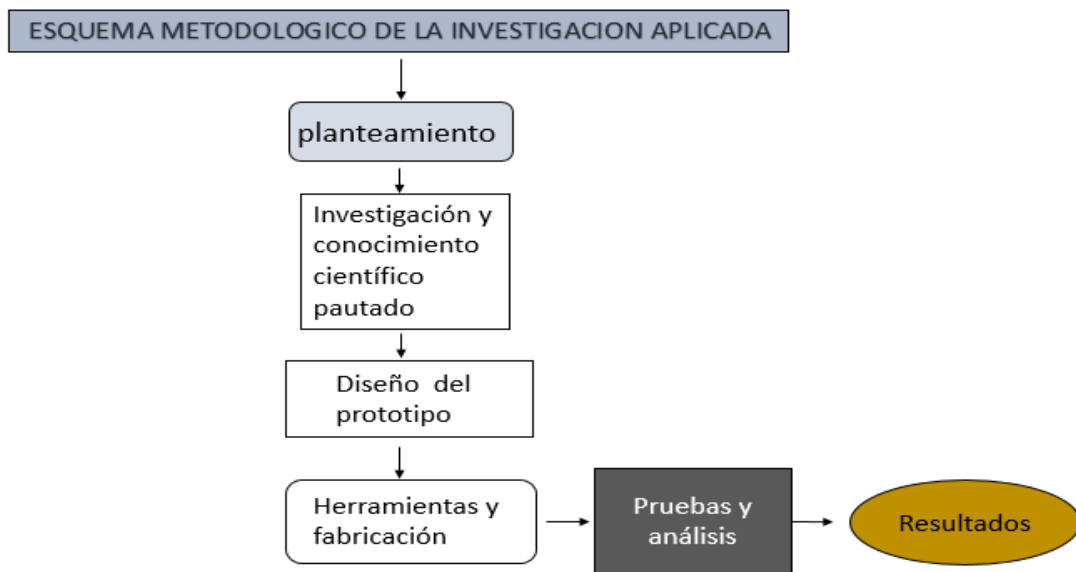 ESQUEMA METODOLOGICO DE LA INVESTIGACION APLICADA
planteamiento
Investigación y
conocimiento
científico
pautado
Diseño del
prototipo
Herramientas y
fabricación
Pruebas y
análisis
Resultados